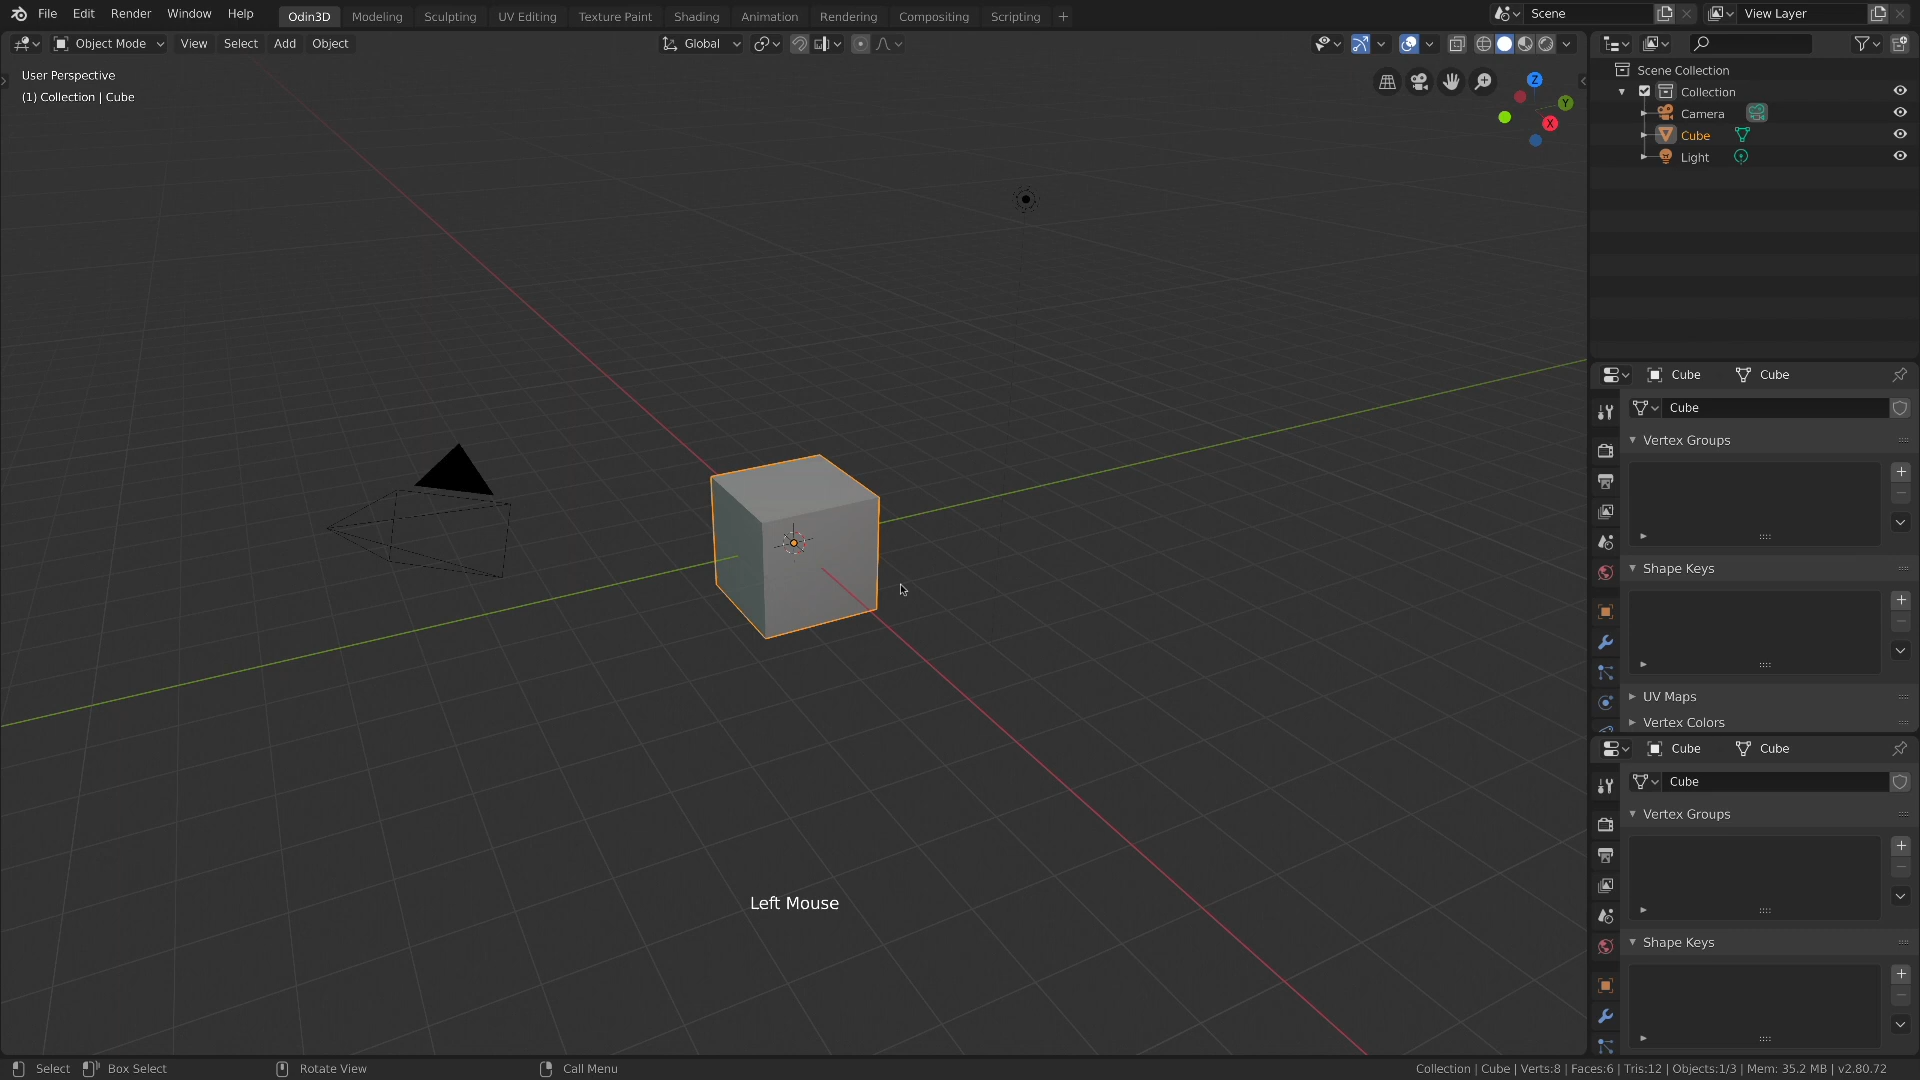 File Edit Render Window Help
Odin3D Modeling Sculpting UV Editing Texture Paint Shading Animation Rendering Compositing Scripting +
Scene
View Layer
Object Mode View Select Add Object
Global
User Perspective
(1) Collection | Cube
Z
Y
X
Scene Collection
Collection
Camera
Cube
Light
Cube Cube
Cube
Vertex Groups
Shape Keys
UV Maps
Vertex Colors
Cube Cube
Cube
Vertex Groups
Shape Keys
Left Mouse
Select Box Select Rotate View Call Menu
Collection | Cube | Verts:8 | Faces:6 | Tris:12 | Objects:1/3 | Mem: 35.2 MB | v2.80.72